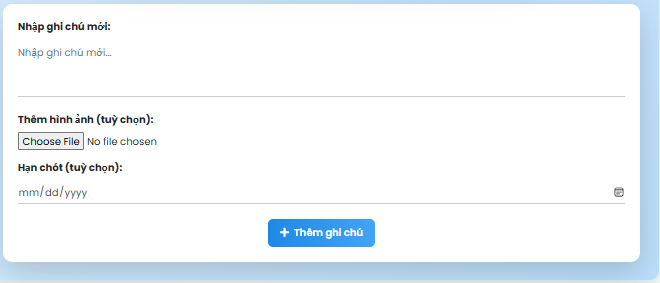 Nhập ghi chú mới:
Nhập ghi chú mới...
Thêm hình ảnh (tuỳ chọn):
Choose File No file chosen
Hạn chót (tuỳ chọn):
mm/dd/yyyy
+ Thêm ghi chú